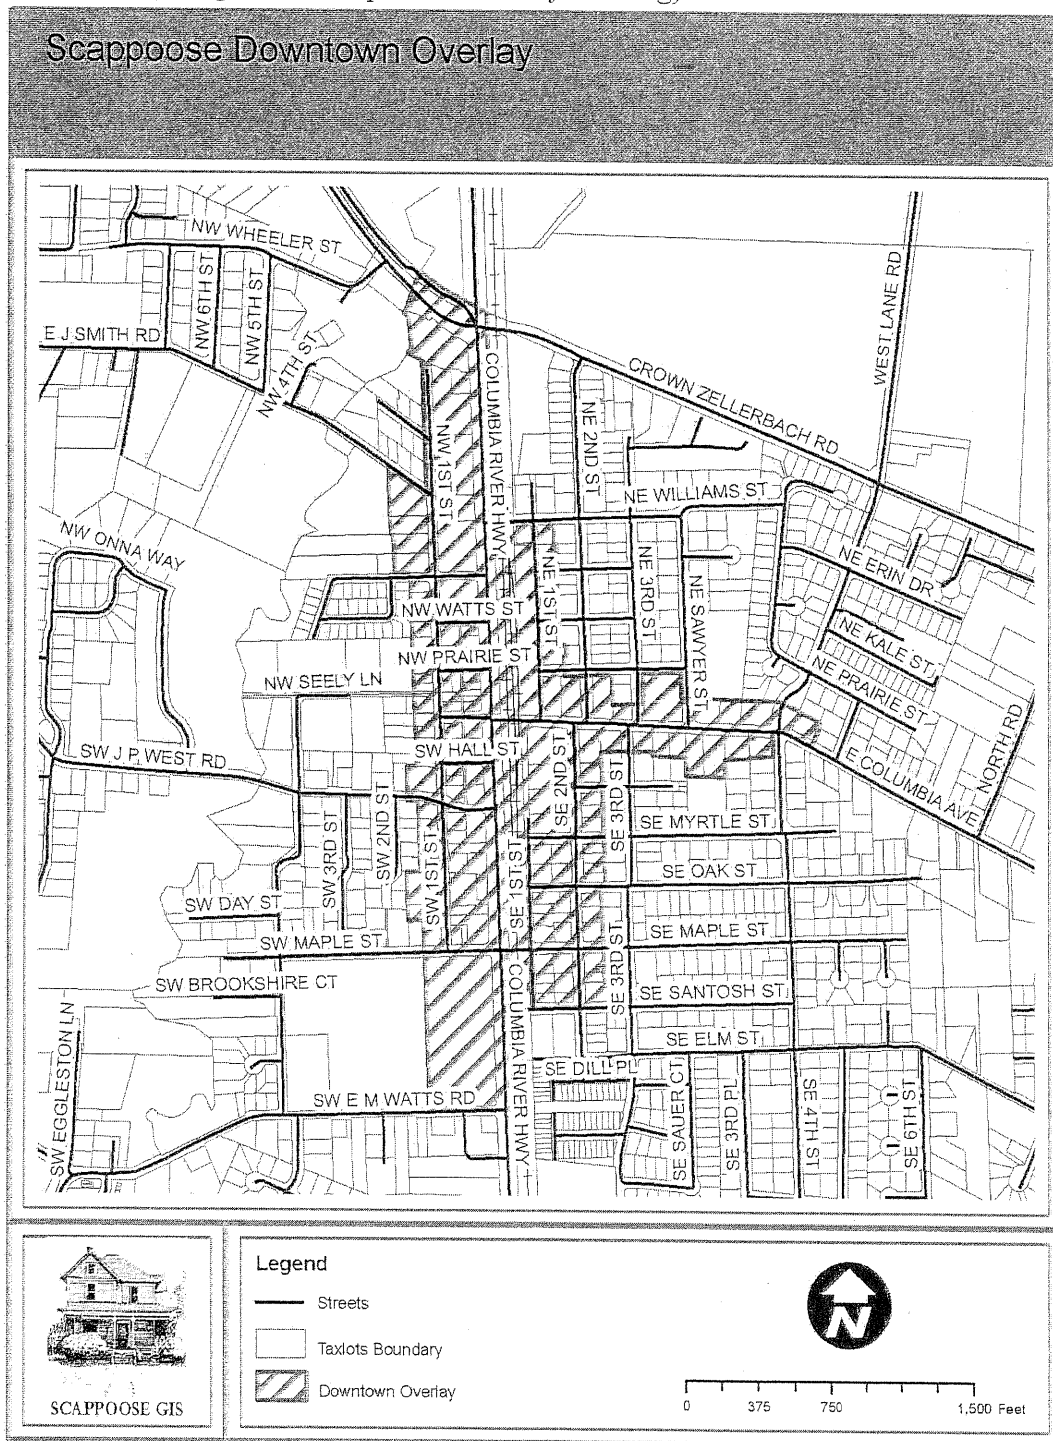 Scappoose Downtown Overlay
NW WHEELER ST
NW 6TH ST
NW 5TH ST
E J SMITH RD
NW 4TH ST
COLUMBIA RIVER HWY
WEST LANE RD
CROWN ZELLERBACH RD
NE 2ND ST
NW 1ST S
NE WILLIAMS ST
NW ONNA WAY
NE 1ST ST
NE 3RD ST
NE SAWYER ST
NE ERIN DR
NW WATTS ST
NE KALE ST
NW PRAIRIE ST
NE PRAIRIE ST
NW SEELY LN
NORTH RD
SW HALL ST
SW J P WEST RD
SE 2ND ST
E COLUMBIA AVE
SE 3RD ST
SW 2ND ST
SW 3RD ST
SE MYRTLE ST
SW 1ST ST
SE 1ST ST
SE OAK ST
SW DAY ST
SW MAPLE ST
SE 3RD ST
SE MAPLE ST
SW BROOKSHIRE CT
COLUMBIA RIVER HWY
SE SANTOSH ST
SW EGGLESTON LN
SE ELM ST
SE DILL PL
SW E M WATTS RD
SE SAUER CT
SE 3RD PL
SE 4TH ST
SE 6TH ST
Legend
Streets
Taxlots Boundary
Downtown Overlay
N
0 375 750 1,500 Feet
SCAPPOOSE GIS